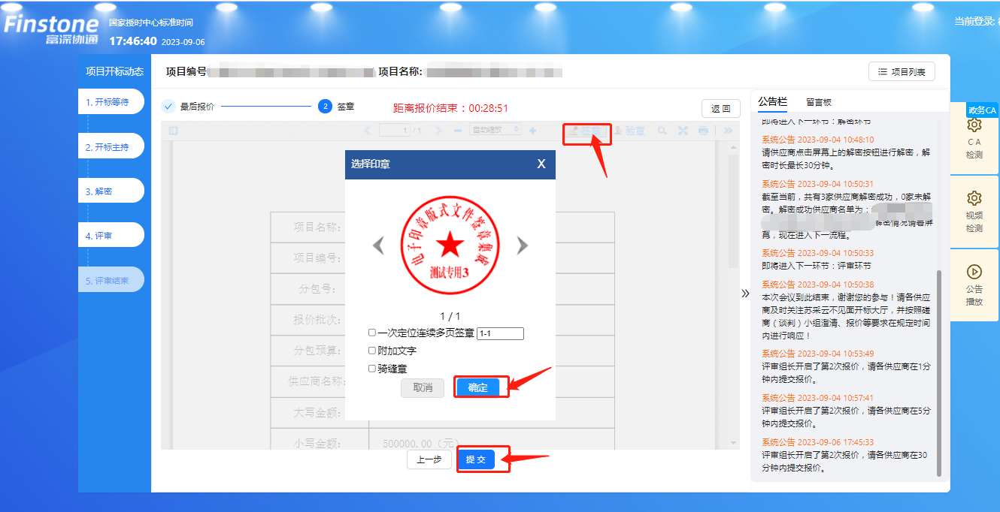 Finstone
富深协通
国家授时中心标准时间
17:46:40 2023-09-06
当前登录:
项目开标动态
1. 开标等待
2. 开标主持
3. 解密
4. 评审
5. 评审结束
项目编号
项目名称:
项目列表
最后报价
2 签章
距离报价结束：00:28:51
返 回
1 / 1
自动缩放
签章
验章
选择印章
X
电子印章版式文件签章集成
测试专用3
1 / 1
一次定位连续多页签章 1-1
附加文字
骑缝章
取消
确定
项目名称:
项目编号:
分包号:
报价批次:
分包预算:
供应商名称:
大写金额:
小写金额:
500000.00（元）
上一步
提 交
公告栏
留言板
即将进入下一环节：解密环节
系统公告 2023-09-04 10:48:10
请供应商点击屏幕上的解密按钮进行解密，解
密时长最长30分钟。
系统公告 2023-09-04 10:50:31
截至当前，共有3家供应商解密成功，0家未解
密。解密成功供应商名单为：
解密情况请看屏
幕，现在进入下一流程。
系统公告 2023-09-04 10:50:33
即将进入下一环节：评审环节
系统公告 2023-09-04 10:50:38
本次会议到此结束，谢谢您的参与！请各供应
商及时关注苏采云不见面开标大厅，并按照磋
商（谈判）小组澄清、报价等要求在规定时间
内进行响应！
系统公告 2023-09-04 10:53:49
评审组长开启了第2次报价，请各供应商在1分
钟内提交报价。
系统公告 2023-09-04 10:57:41
评审组长开启了第2次报价，请各供应商在5分
钟内提交报价。
系统公告 2023-09-06 17:45:33
评审组长开启了第2次报价，请各供应商在30
分钟内提交报价。
政务CA
CA
检测
视频
检测
公告
播放